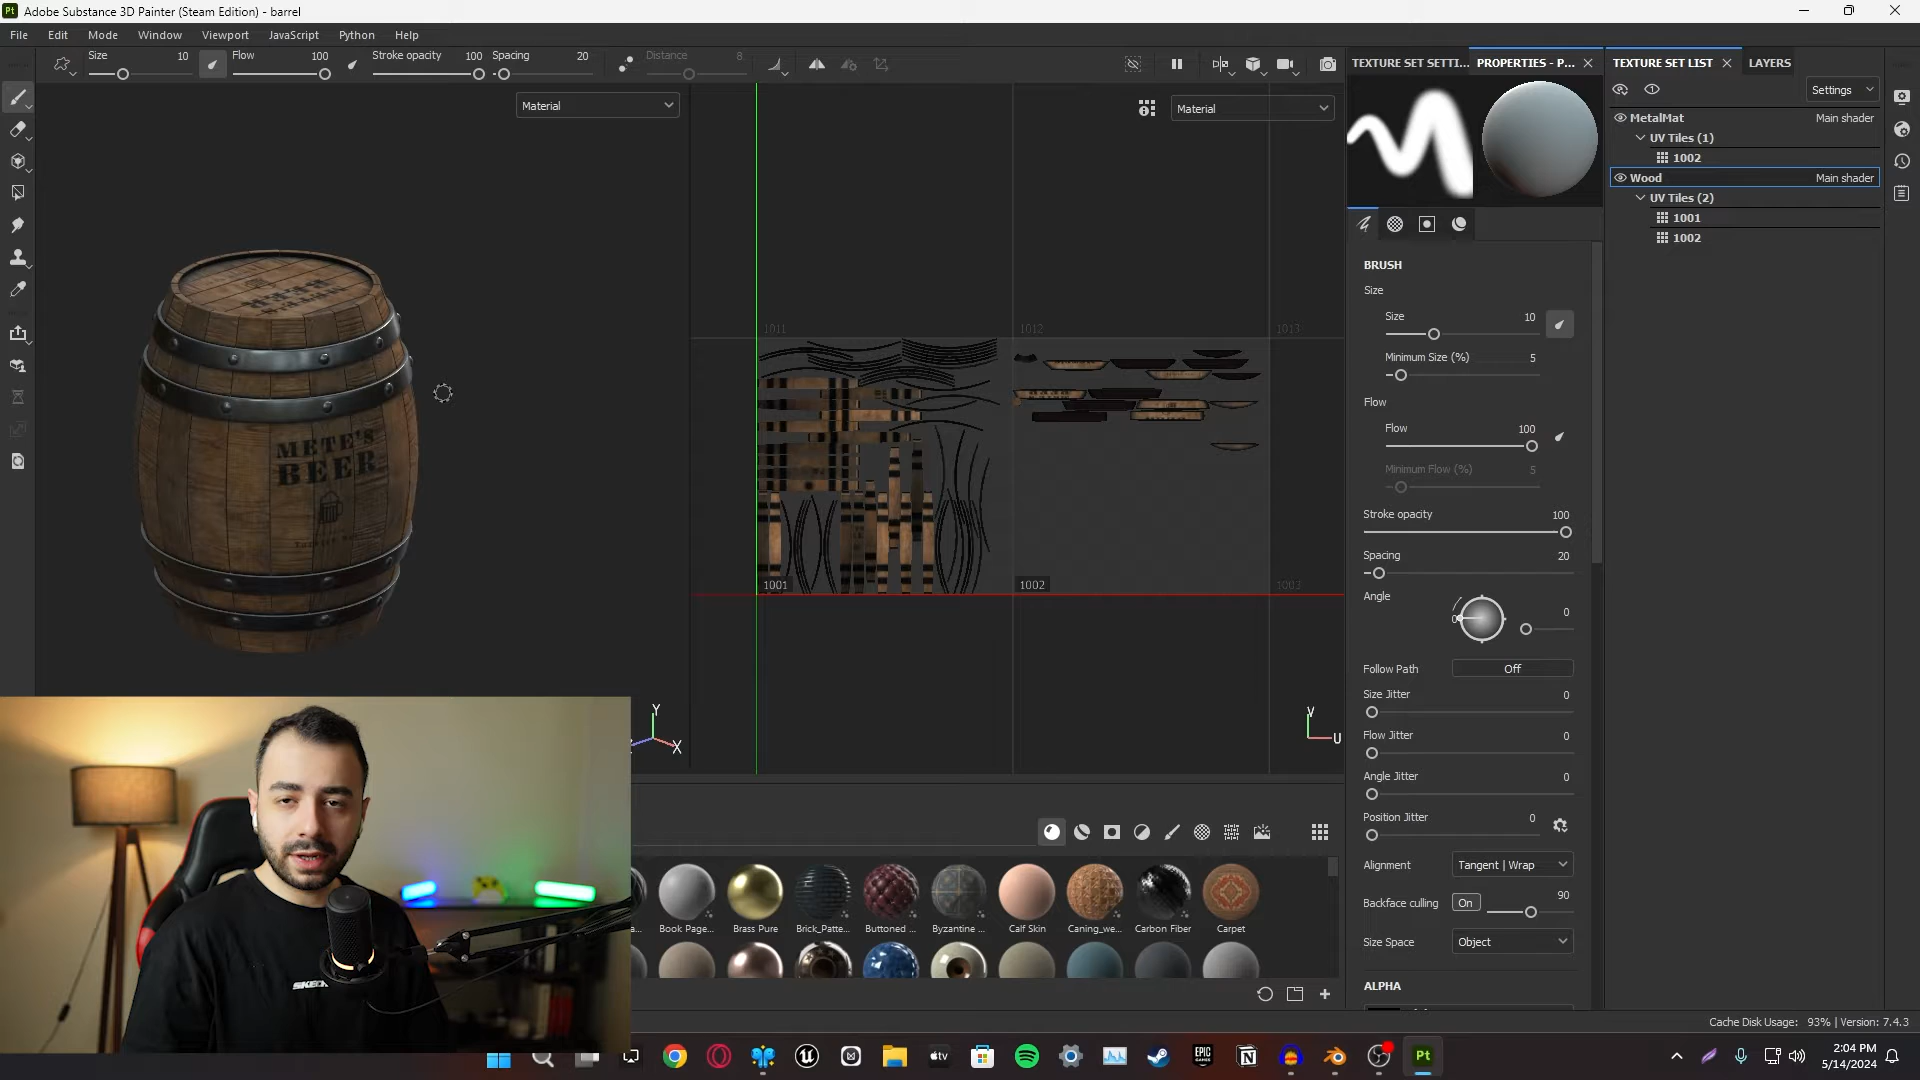 Adobe Substance 3D Painter (Steam Edition) - barrel
File Edit Mode Window Viewport JavaScript Python Help
Size 10 Flow 100 Stroke opacity 100 Spacing 20 Distance 8
Material
Material
METE'S
BEER
1011 1012 1013
1001 1002 1003
Y
X
V
U
TEXTURE SET SETTI... PROPERTIES - P...
BRUSH
Size
Size 10
Minimum Size (%) 5
Flow
Flow 100
Minimum Flow (%) 5
Stroke opacity 100
Spacing 20
Angle 0
Follow Path Off
Size Jitter 0
Flow Jitter 0
Angle Jitter 0
Position Jitter 0
Alignment Tangent | Wrap
Backface culling On 90
Size Space Object
ALPHA
TEXTURE SET LIST LAYERS
Settings
MetalMat Main shader
UV Tiles (1)
1002
Wood Main shader
UV Tiles (2)
1001
1002
Book Page... Brass Pure Brick_Patte... Buttoned ... Byzantine ... Calf Skin Caning_we... Carbon Fiber Carpet
Cache Disk Usage: 93% | Version: 7.4.3
tv
EPIC
GAMES
Pt
2:04 PM
5/14/2024